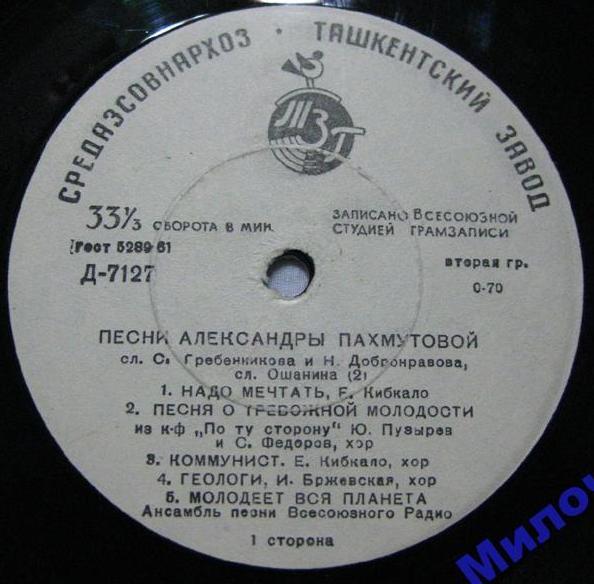 СРЕДАЗСОВНАРХОЗ · ТАШКЕНТСКИЙ ЗАВОД
ТЗГ
33⅓ ОБОРОТА В МИН.
ЗАПИСАНО ВСЕСОЮЗНОЙ
СТУДИЕЙ ГРАМЗАПИСИ
Гост 5289-61
Д-7127
вторая гр.
0-70
ПЕСНИ АЛЕКСАНДРЫ ПАХМУТОВОЙ
сл. С. Гребенникова и Н. Добронравова,
сл. Ошанина (2)
1. НАДО МЕЧТАТЬ, Е. Кибкало
2. ПЕСНЯ О ТРЕВОЖНОЙ МОЛОДОСТИ
из к-ф „По ту сторону" Ю. Пузырев
и С. Федоров, хор
3. КОММУНИСТ. Е. Кибкало, хор
4. ГЕОЛОГИ, И. Бржевская, хор
5. МОЛОДЕЕТ ВСЯ ПЛАНЕТА
Ансамбль песни Всесоюзного Радио
1 сторона
Мило